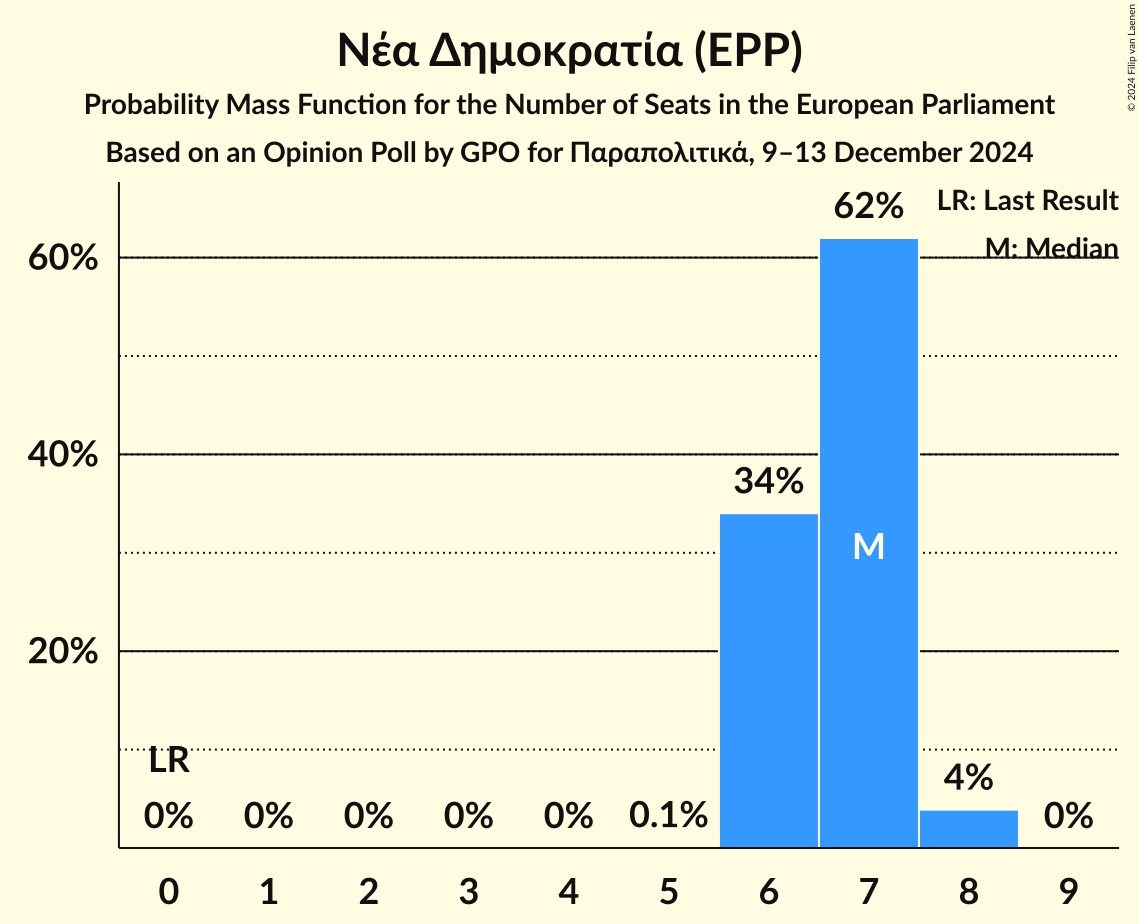 Νέα Δημοκρατία (EPP)
Probability Mass Function for the Number of Seats in the European Parliament
Based on an Opinion Poll by GPO for Παραπολιτικά, 9–13 December 2024
© 2024 Filip van Laenen
LR: Last Result
M: Median
62%
60%
40%
34%
M
20%
LR
4%
0% 0% 0% 0% 0% 0.1% 0%
0 1 2 3 4 5 6 7 8 9